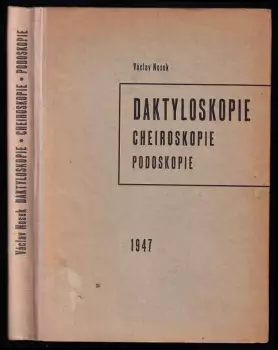 Václav Nosek DAKTYLOSKOPIE • CHEIROSKOPIE • PODOSKOPIE
Václav Nosek
DAKTYLOSKOPIE
CHEIROSKOPIE
PODOSKOPIE
1947